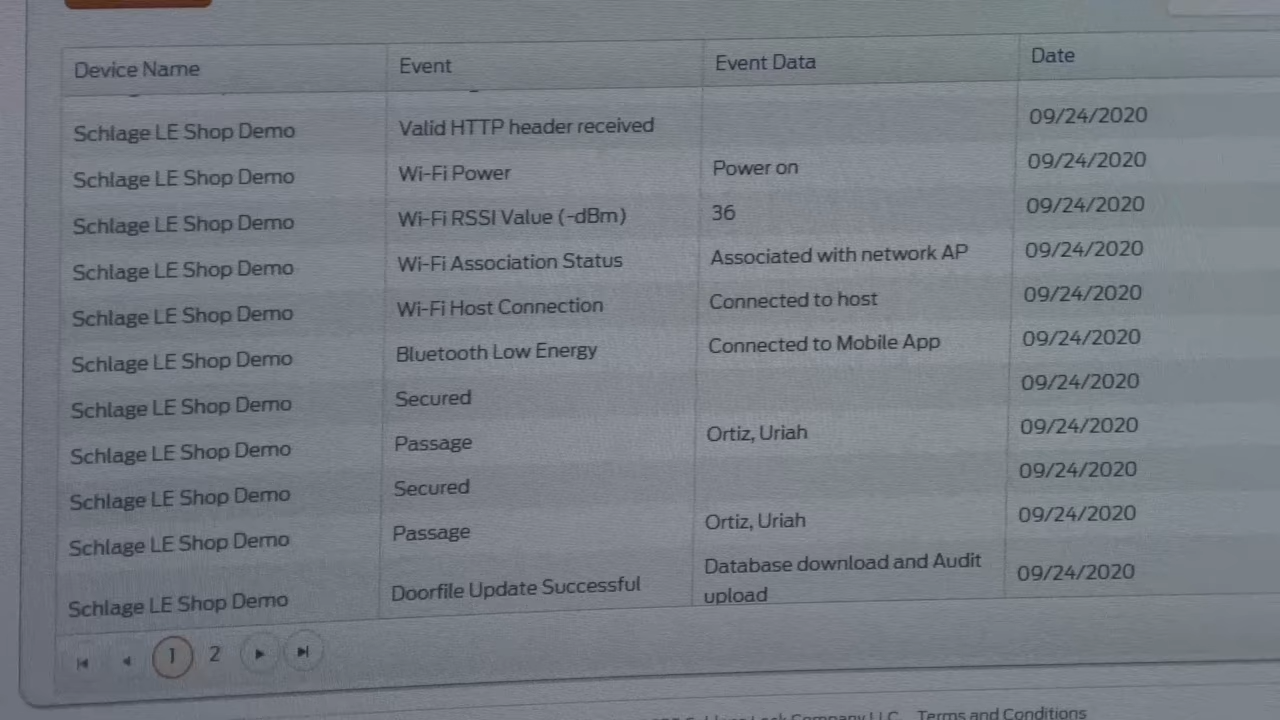 Device Name Event Event Data Date
Schlage LE Shop Demo Valid HTTP header received 09/24/2020
Schlage LE Shop Demo Wi-Fi Power Power on 09/24/2020
Schlage LE Shop Demo Wi-Fi RSSI Value (-dBm) 36 09/24/2020
Schlage LE Shop Demo Wi-Fi Association Status Associated with network AP 09/24/2020
Schlage LE Shop Demo Wi-Fi Host Connection Connected to host 09/24/2020
Schlage LE Shop Demo Bluetooth Low Energy Connected to Mobile App 09/24/2020
Schlage LE Shop Demo Secured 09/24/2020
Schlage LE Shop Demo Passage Ortiz, Uriah 09/24/2020
Schlage LE Shop Demo Secured 09/24/2020
Schlage LE Shop Demo Passage Ortiz, Uriah 09/24/2020
Schlage LE Shop Demo Doorfile Update Successful Database download and Audit 09/24/2020
upload
1 2
Company LLC Terms and Conditions